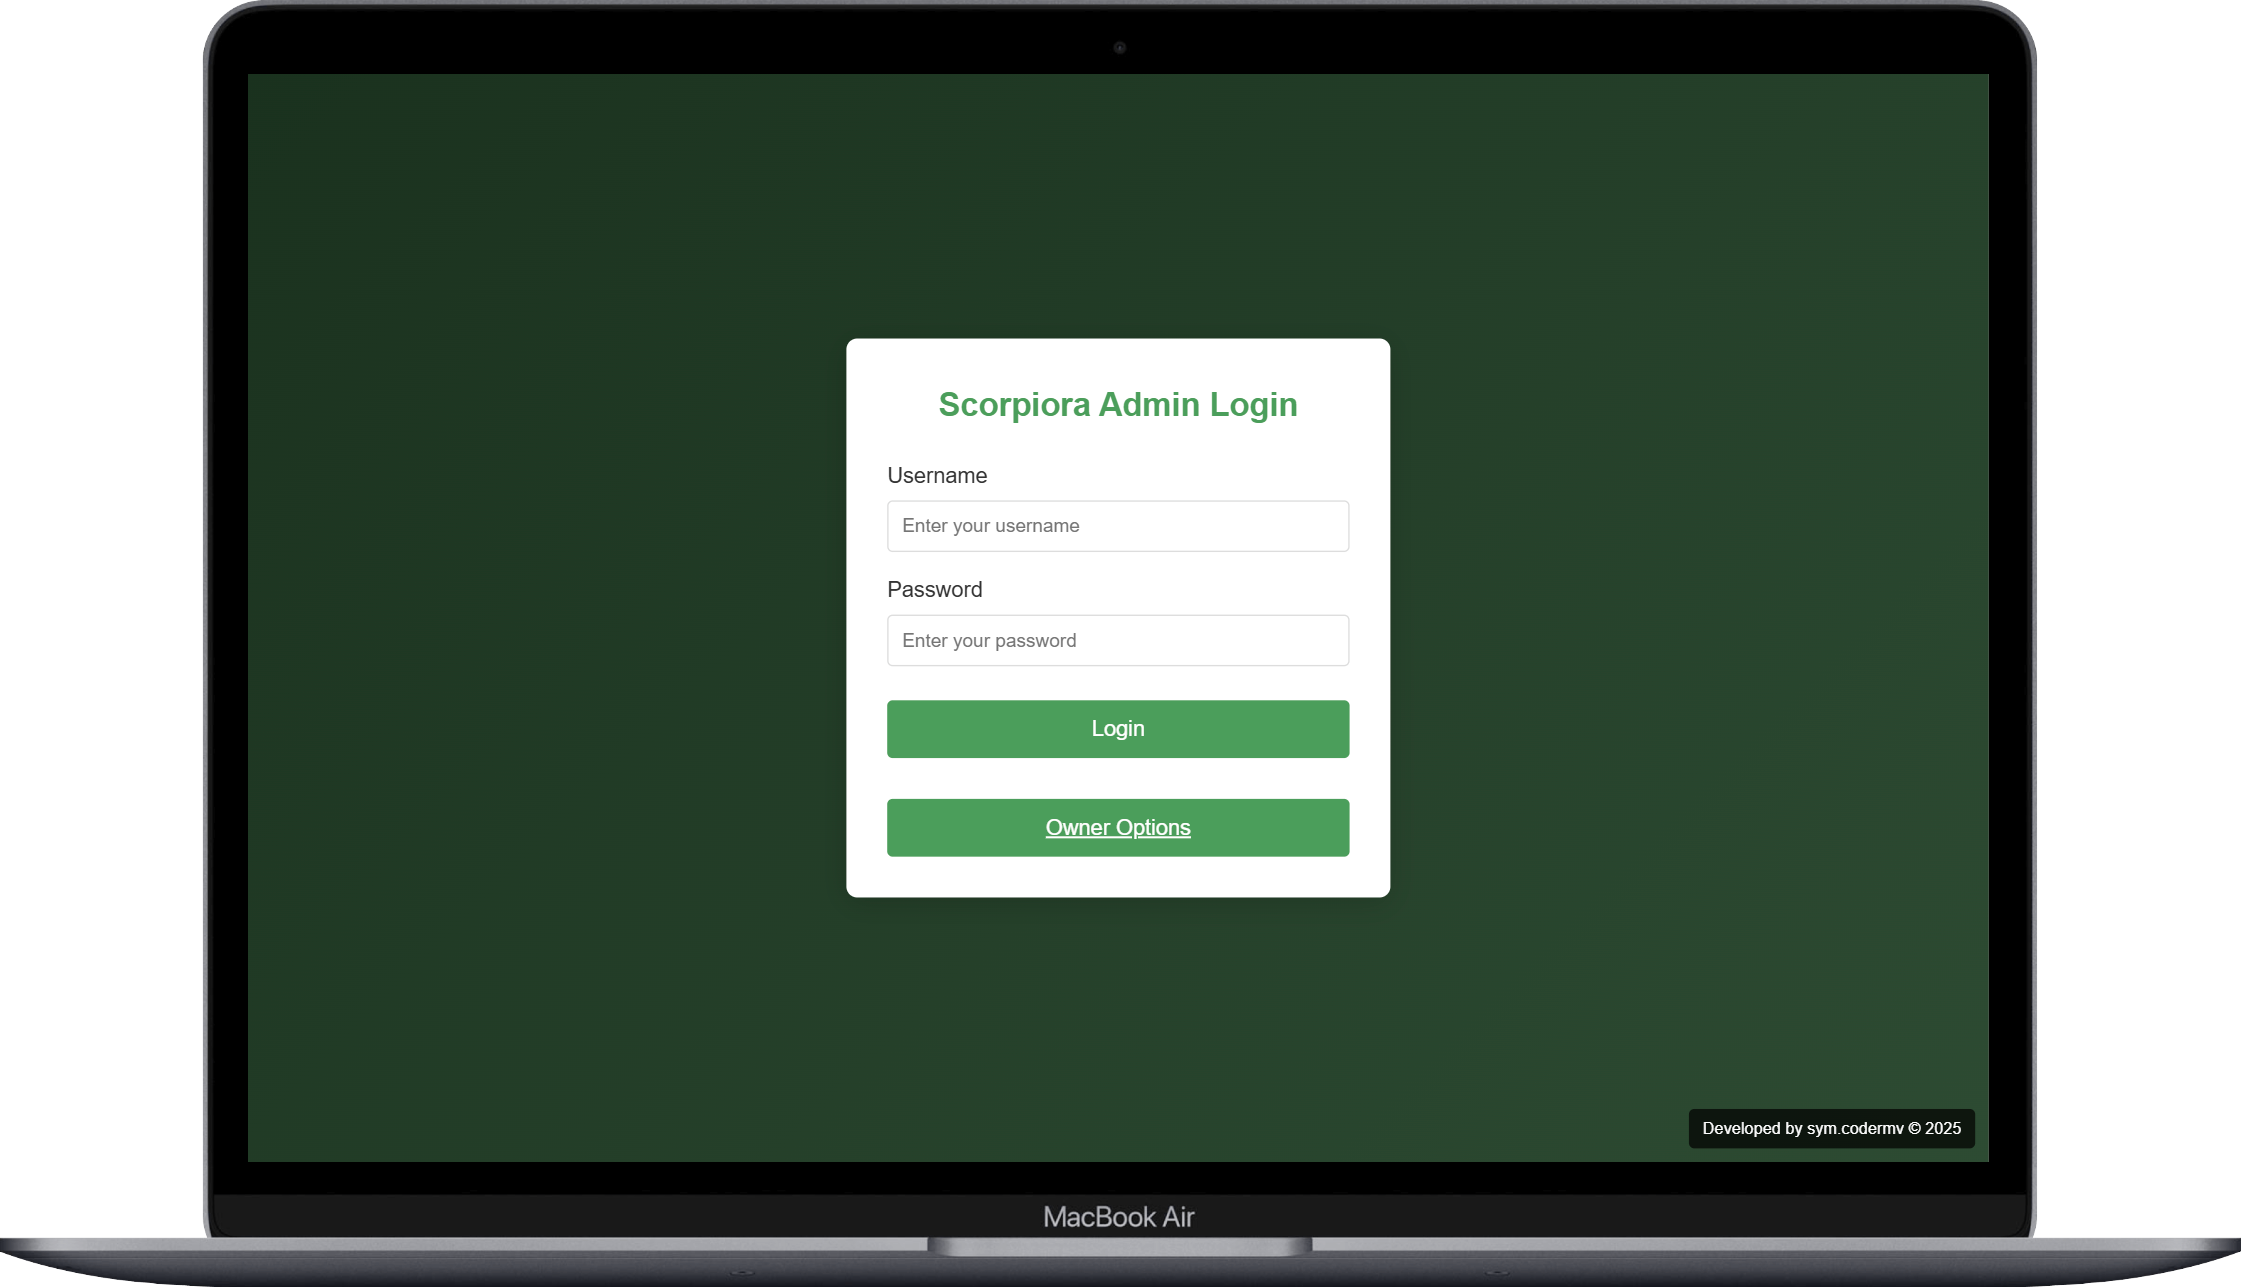 Scorpiora Admin Login
Username
Enter your username
Password
Enter your password
Login
Owner Options
Developed by sym.codermv © 2025
MacBook Air